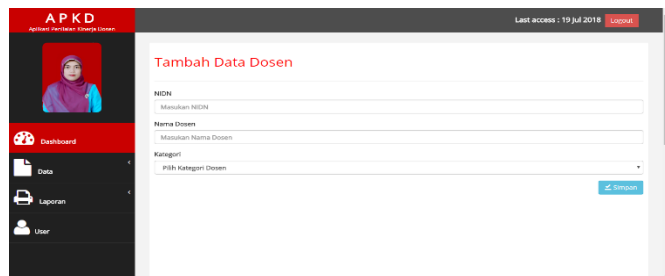 APKD
Aplikasi Penilaian Kinerja Dosen
Last access : 19 Jul 2018
Logout
Tambah Data Dosen
NIDN
Masukan NIDN
Nama Dosen
Masukan Nama Dosen
Kategori
Pilih Kategori Dosen
Simpan
Dashboard
Data
Laporan
User